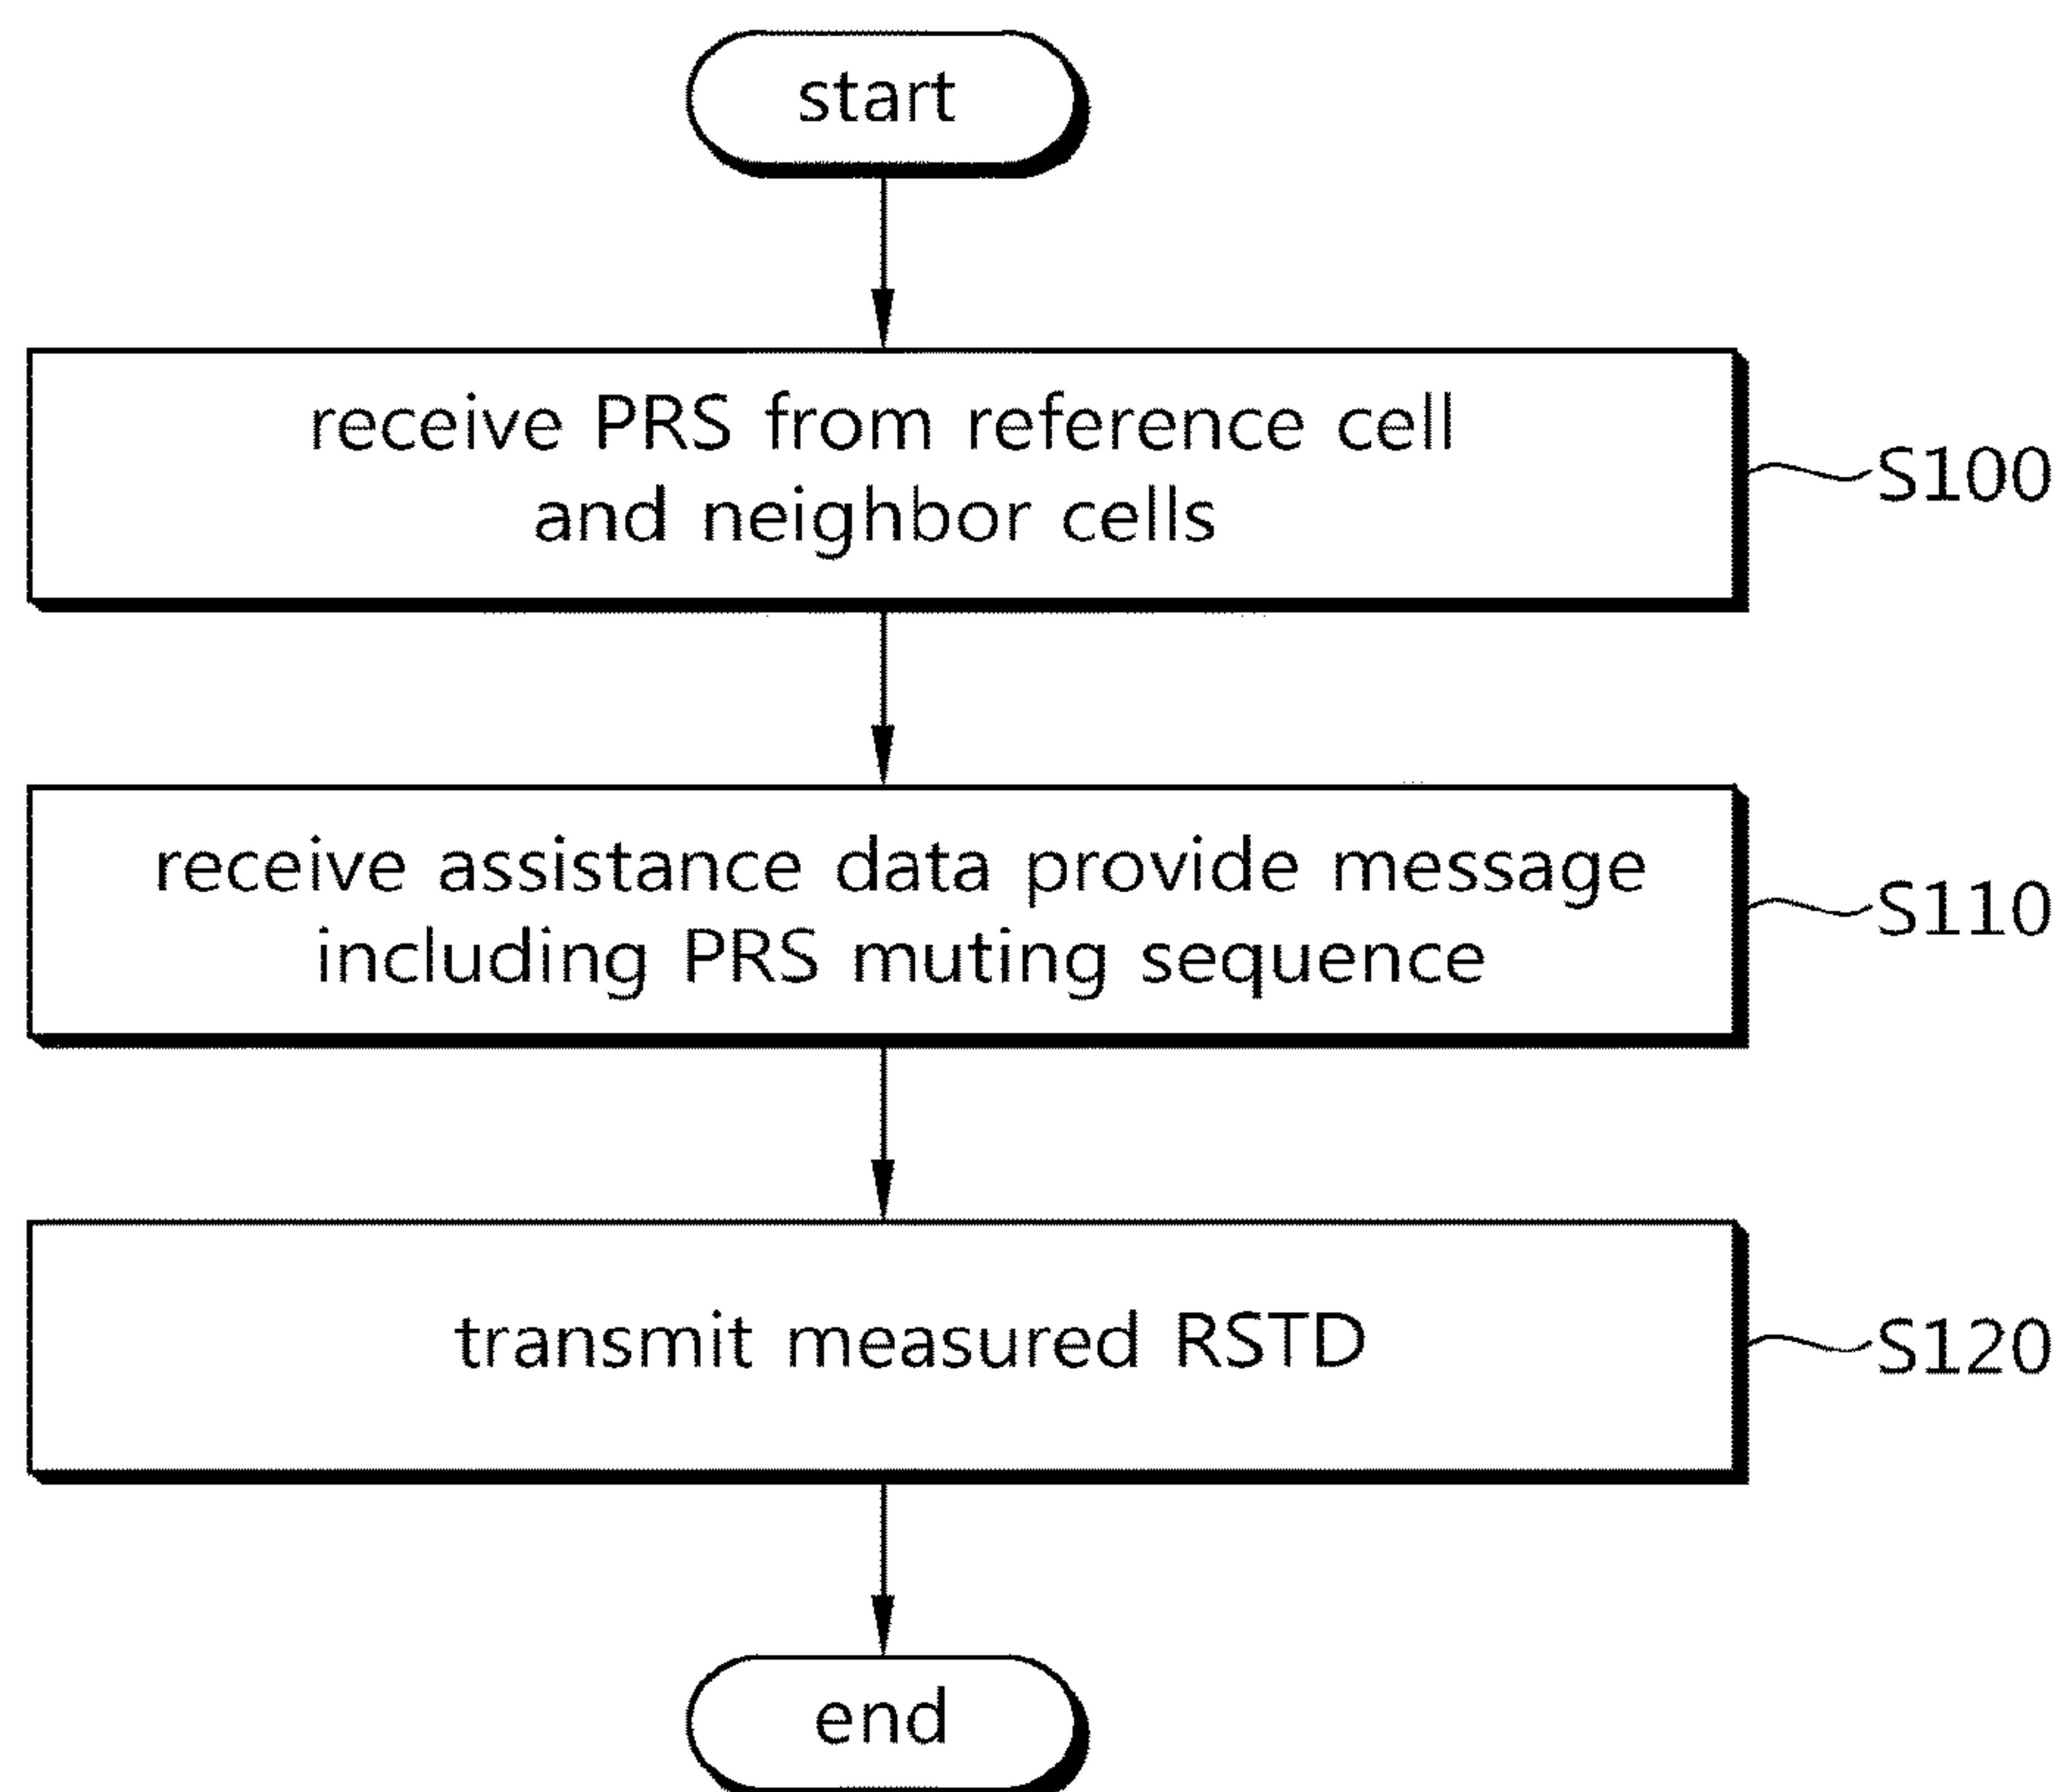 start
receive PRS from reference cell
and neighbor cells
S100
receive assistance data provide message
including PRS muting sequence
S110
transmit measured RSTD
S120
end